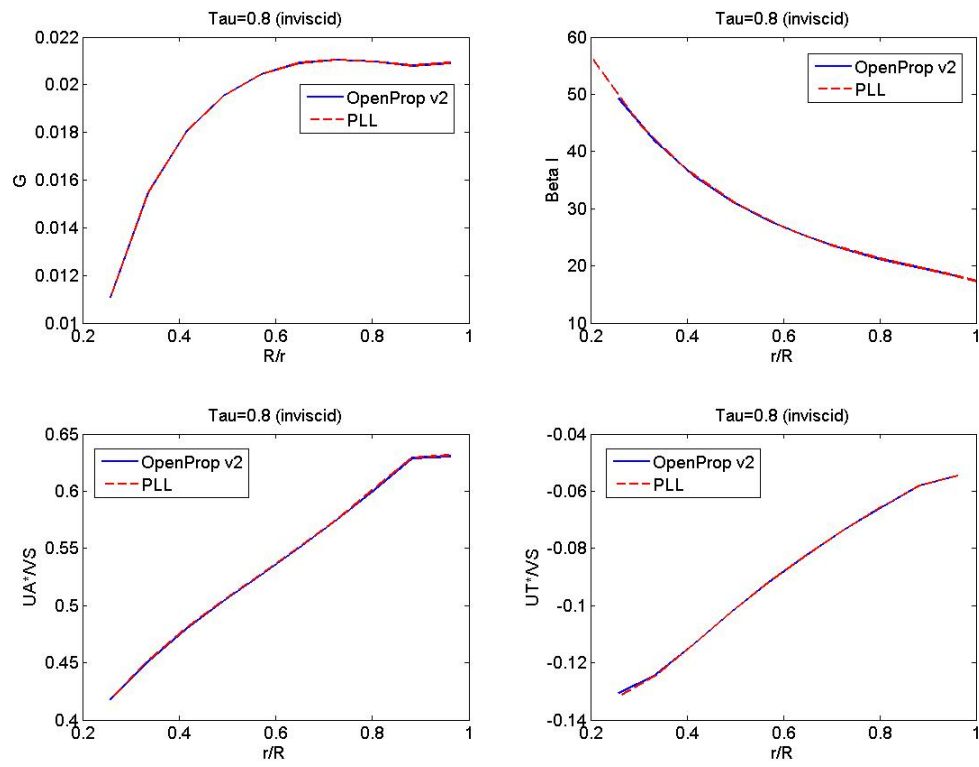 Tau=0.8 (inviscid)
0.022
0.02
0.018
0.016
0.014
0.012
0.01
G
OpenProp v2
PLL
0.2
0.4
0.6
0.8
1
R/r
Tau=0.8 (inviscid)
60
50
40
30
20
10
Beta I
OpenProp v2
PLL
0.2
0.4
0.6
0.8
1
r/R
Tau=0.8 (inviscid)
0.65
0.6
0.55
0.5
0.45
0.4
UA*/VS
OpenProp v2
PLL
0.2
0.4
0.6
0.8
1
r/R
Tau=0.8 (inviscid)
-0.04
-0.06
-0.08
-0.1
-0.12
-0.14
UT*/VS
OpenProp v2
PLL
0.2
0.4
0.6
0.8
1
r/R